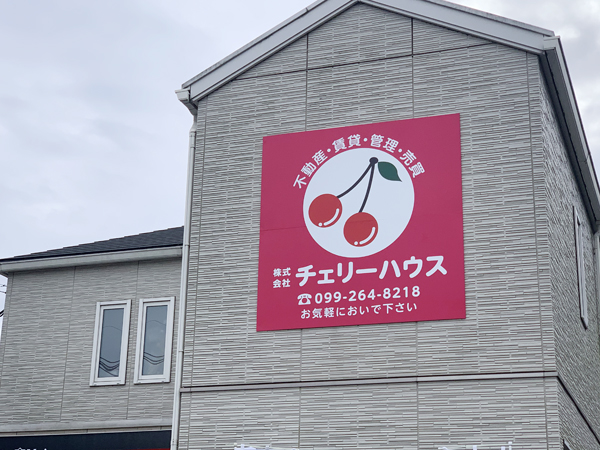 不動産・賃貸・管理・売買
株式会社 チェリーハウス
☎099-264-8218
お気軽においで下さい